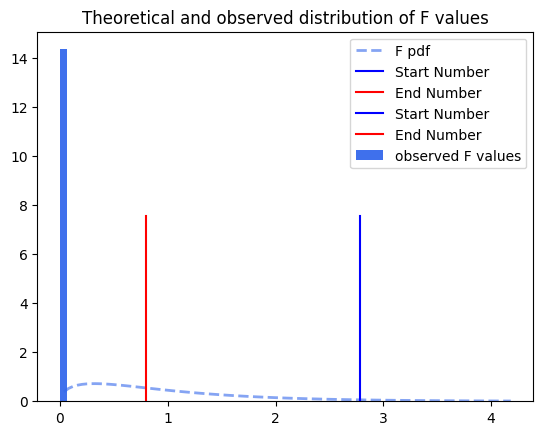 Theoretical and observed distribution of F values
F pdf
Start Number
End Number
Start Number
End Number
observed F values
14
12
10
8
6
4
2
0
0 1 2 3 4